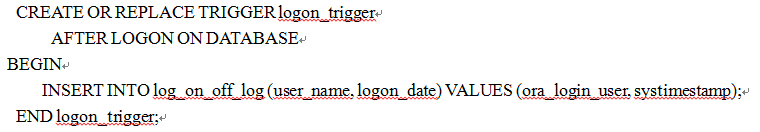 CREATE OR REPLACE TRIGGER logon_trigger
AFTER LOGON ON DATABASE
BEGIN
INSERT INTO log_on_off_log (user_name, logon_date) VALUES (ora_login_user, systimestamp);
END logon_trigger;